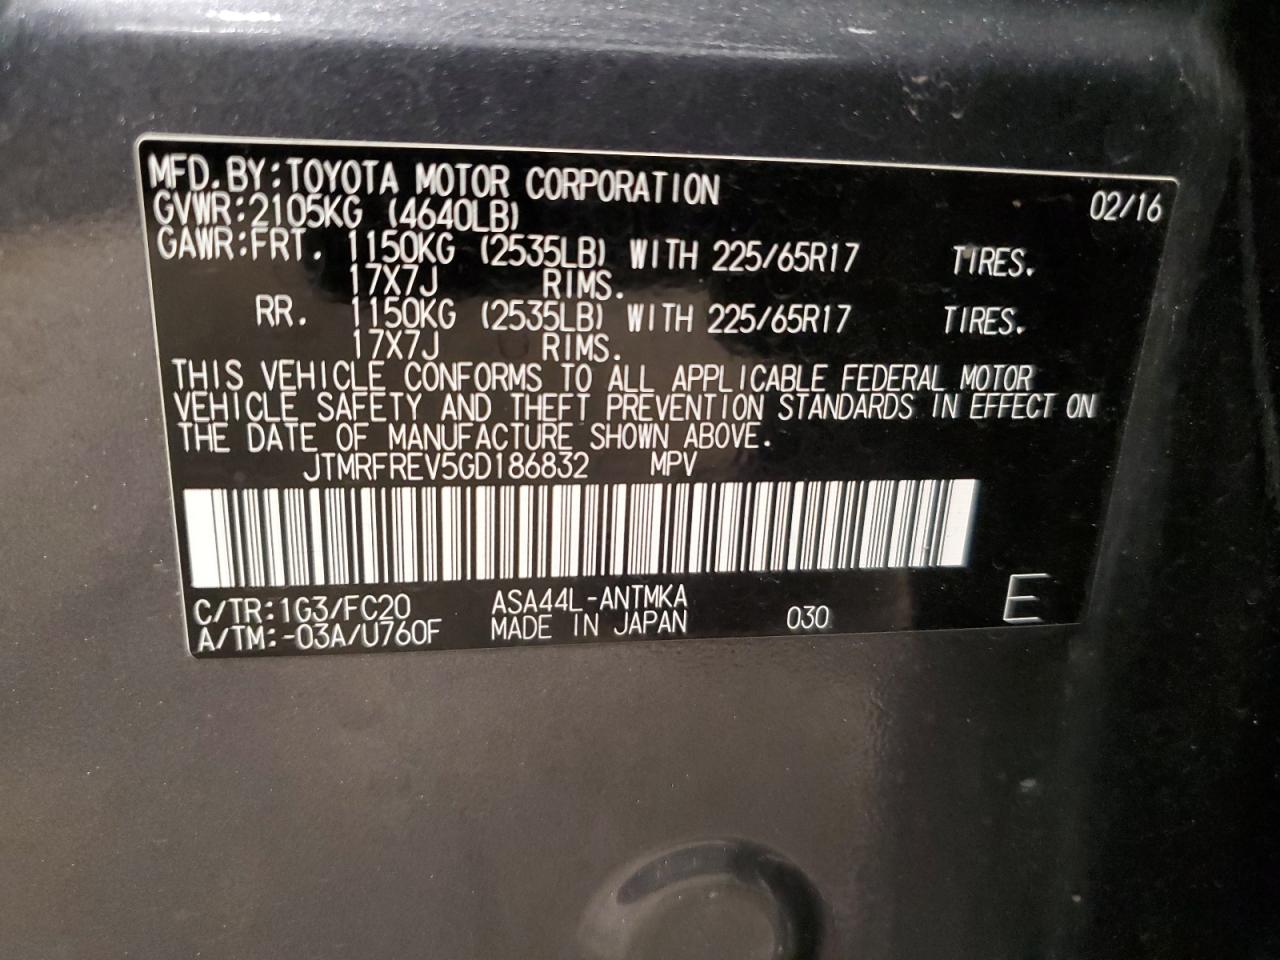 MFD.BY:TOYOTA MOTOR CORPORATION 02/16
GVWR:2105KG (4640LB)
GAWR:FRT. 1150KG (2535LB) WITH 225/65R17 TIRES.
17X7J RIMS.
RR. 1150KG (2535LB) WITH 225/65R17 TIRES.
17X7J RIMS.
THIS VEHICLE CONFORMS TO ALL APPLICABLE FEDERAL MOTOR
VEHICLE SAFETY AND THEFT PREVENTION STANDARDS IN EFFECT ON
THE DATE OF MANUFACTURE SHOWN ABOVE.
JTMRFREV5GD186832 MPV
C/TR:1G3/FC20 ASA44L-ANTMKA 030 E
A/TM:-03A/U760F MADE IN JAPAN